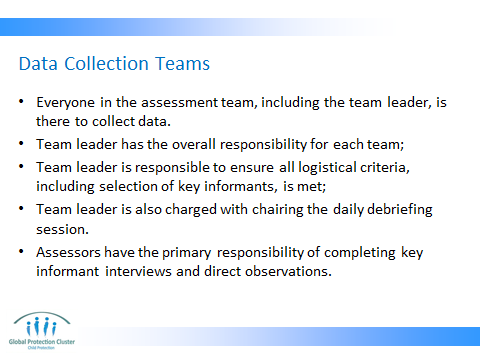 Data Collection Teams
• Everyone in the assessment team, including the team leader, is
there to collect data.
• Team leader has the overall responsibility for each team;
• Team leader is responsible to ensure all logistical criteria,
including selection of key informants, is met;
• Team leader is also charged with chairing the daily debriefing
session.
• Assessors have the primary responsibility of completing key
informant interviews and direct observations.
Global Protection Cluster
Child Protection